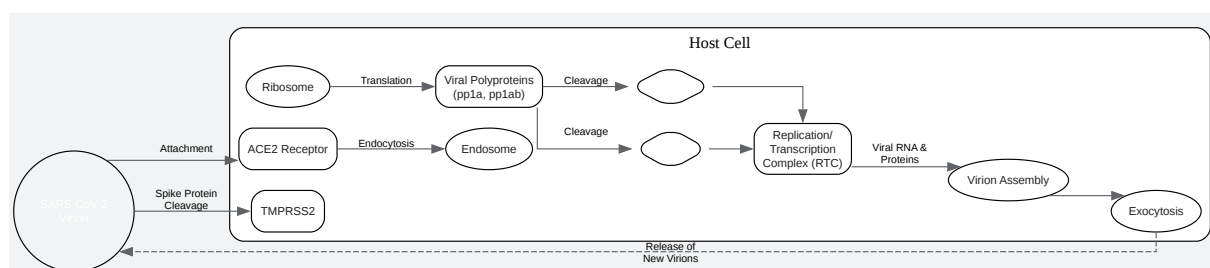 Host Cell
Ribosome
Translation
Viral Polyproteins
(pp1a, pp1ab)
Cleavage
Attachment
ACE2 Receptor
Endocytosis
Endosome
Cleavage
Replication/
Transcription
Complex (RTC)
Viral RNA &
Proteins
Virion Assembly
SARS-CoV-2
Virion
Spike Protein
Cleavage
TMPRSS2
Exocytosis
Release of
New Virions